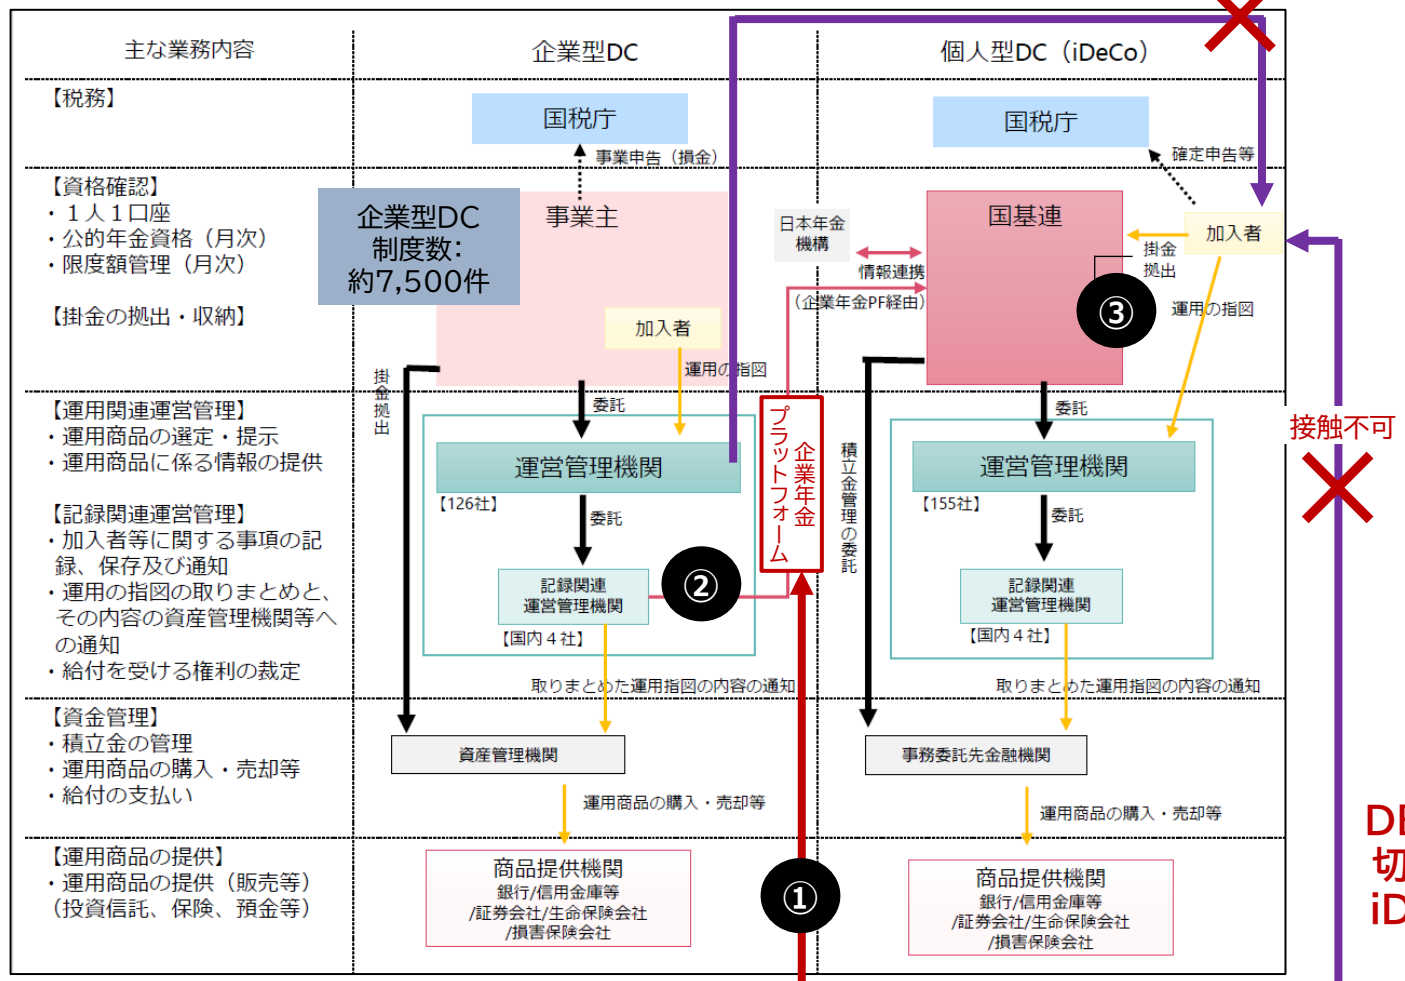 主な業務内容
企業型DC
個人型DC（iDeCo）
【税務】
国税庁
事業申告（損金）
国税庁
確定申告等
【資格確認】
・１人１口座
・公的年金資格（月次）
・限度額管理（月次）
【掛金の拠出・収納】
企業型DC
制度数：
約7,500件
事業主
加入者
運用の指図
掛金拠出
委託
日本年金
機構
情報連携
（企業年金PF経由）
国基連
③
掛金
拠出
加入者
運用の指図
委託
接触不可
【運用関連運営管理】
・運用商品の選定・提示
・運用商品に係る情報の提供
【記録関連運営管理】
・加入者等に関する事項の記
録、保存及び通知
・運用の指図の取りまとめと、
その内容の資産管理機関等へ
の通知
・給付を受ける権利の裁定
運営管理機関
【126社】
委託
記録関連
運営管理機関
【国内４社】
②
企業年金
プラットフォーム
積立金管理の委託
運営管理機関
【155社】
委託
記録関連
運営管理機関
【国内４社】
取りまとめた運用指図の内容の通知
取りまとめた運用指図の内容の通知
【資金管理】
・積立金の管理
・運用商品の購入・売却等
・給付の支払い
資産管理機関
運用商品の購入・売却等
事務委託先金融機関
運用商品の購入・売却等
【運用商品の提供】
・運用商品の提供（販売等）
（投資信託、保険、預金等）
商品提供機関
銀行/信用金庫等
/証券会社/生命保険会社
/損害保険会社
①
商品提供機関
銀行/信用金庫等
/証券会社/生命保険会社
/損害保険会社
切
iD